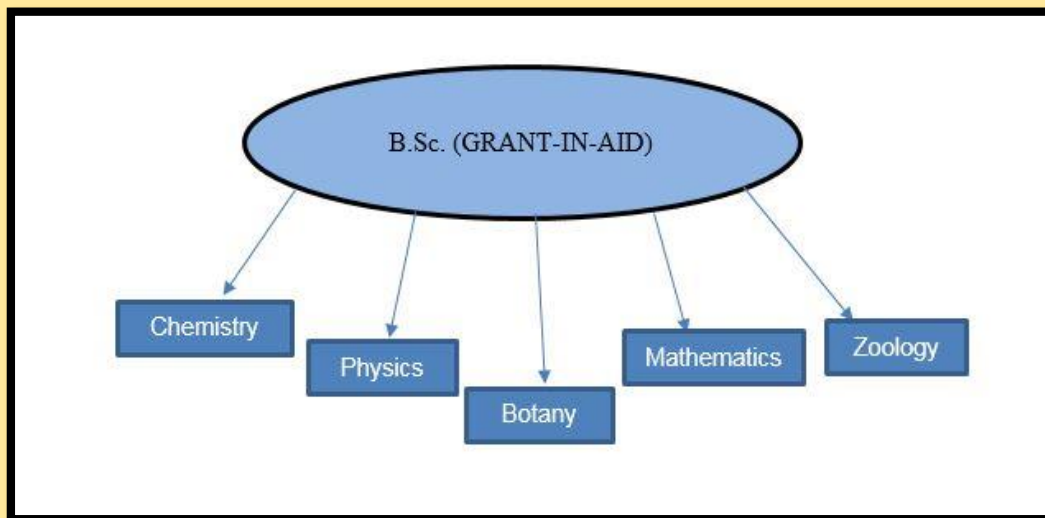 B.Sc. (GRANT-IN-AID)
Chemistry
Physics
Botany
Mathematics
Zoology